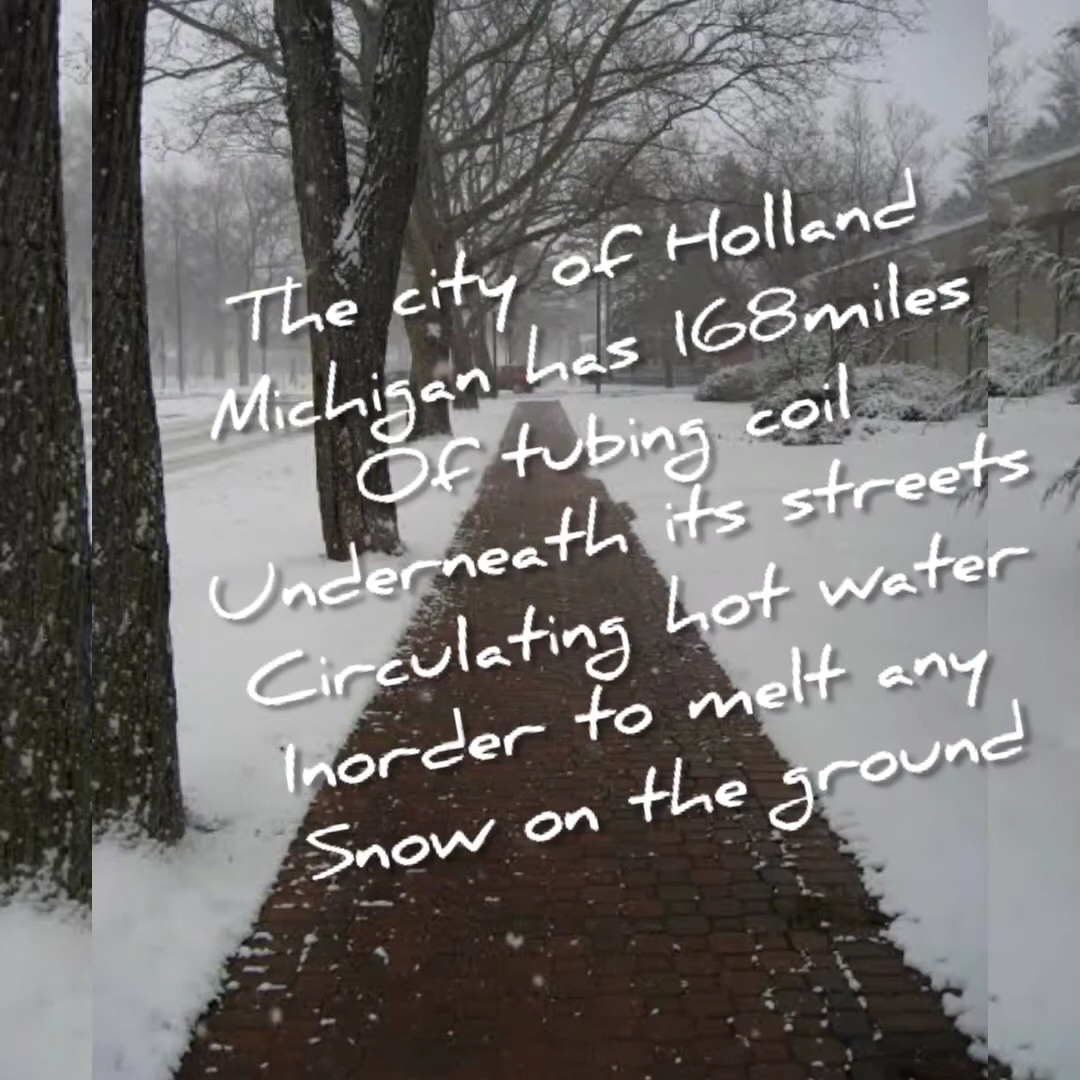 The city of Holland
Michigan has 168miles
Of tubing coil
Underneath its streets
Circulating hot water
Inorder to melt any
Snow on the ground